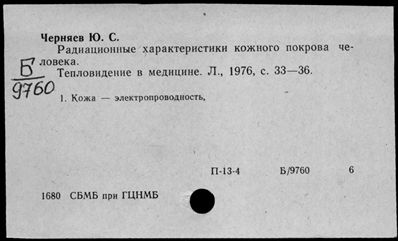 Черняев Ю. С.
Радиационные характеристики кожного покрова че-
ловека.
Тепловидение в медицине. Л., 1976, с. 33—36.
Б
9760
1. Кожа — электропроводность,
П-13-4 Б/9760 6
1680 СБМБ при ГЦНМБ